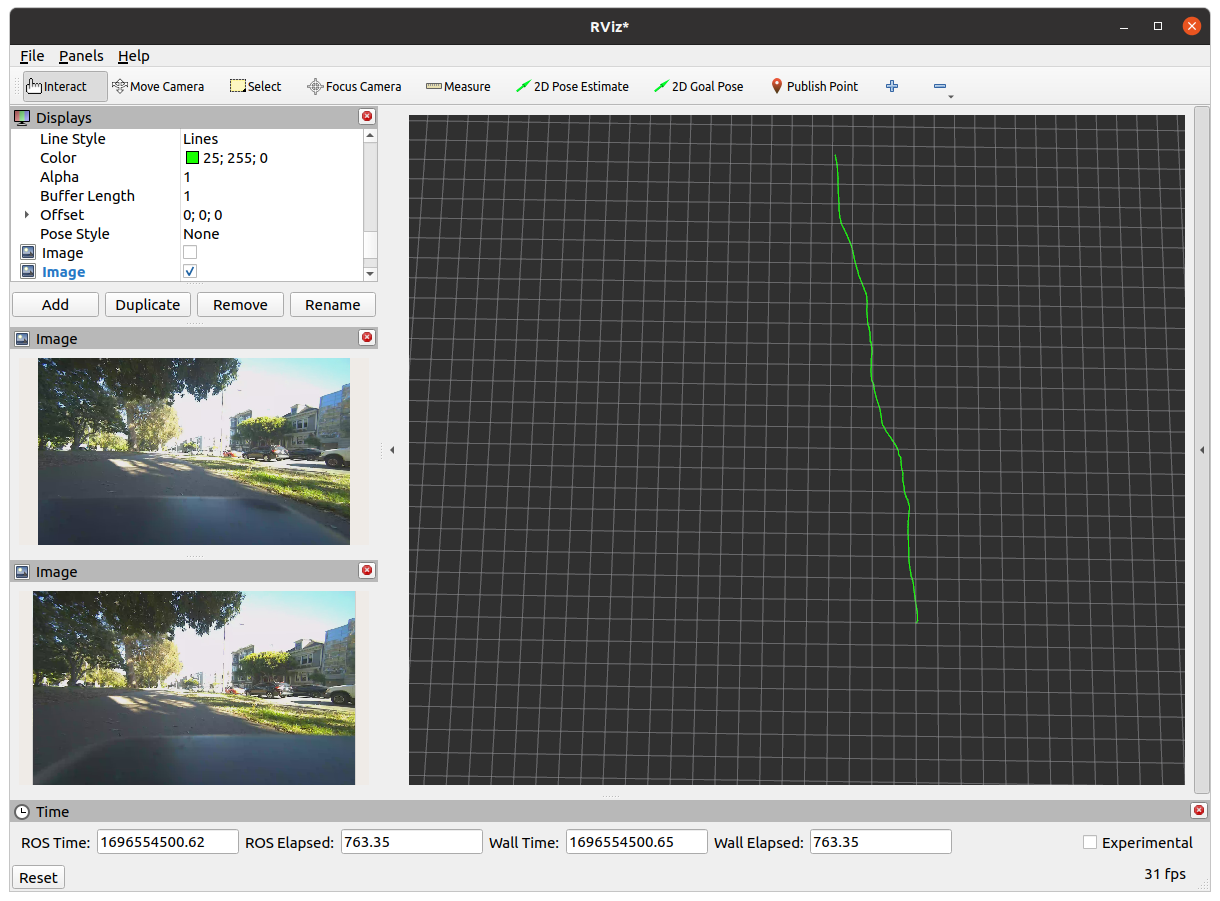 RViz*
File Panels Help
Interact Move Camera Select Focus Camera Measure 2D Pose Estimate 2D Goal Pose Publish Point
Displays
Line Style Lines
Color 25; 255; 0
Alpha 1
Buffer Length 1
Offset 0; 0; 0
Pose Style None
Image
Image
Add Duplicate Remove Rename
Image
Image
Time
ROS Time: 1696554500.62 ROS Elapsed: 763.35 Wall Time: 1696554500.65 Wall Elapsed: 763.35 Experimental
Reset 31 fps